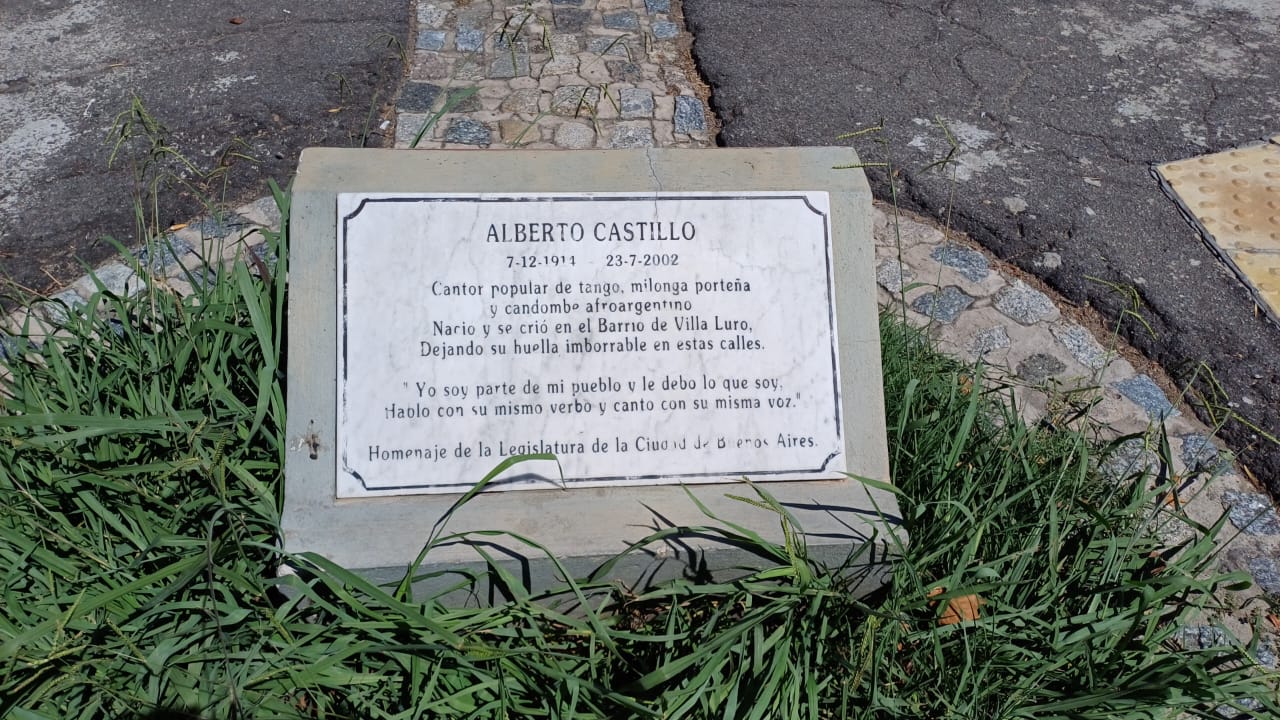 ALBERTO CASTILLO
7-12-1914 - 23-7-2002
Cantor popular de tango, milonga porteña
y candombe afroargentino
Nacio y se crió en el Barrio de Villa Luro,
Dejando su huella imborrable en estas calles.
" Yo soy parte de mi pueblo y le debo lo que soy,
Hablo con su mismo verbo y canto con su misma voz."
Homenaje de la Legislatura de la Ciudad de Buenos Aires.